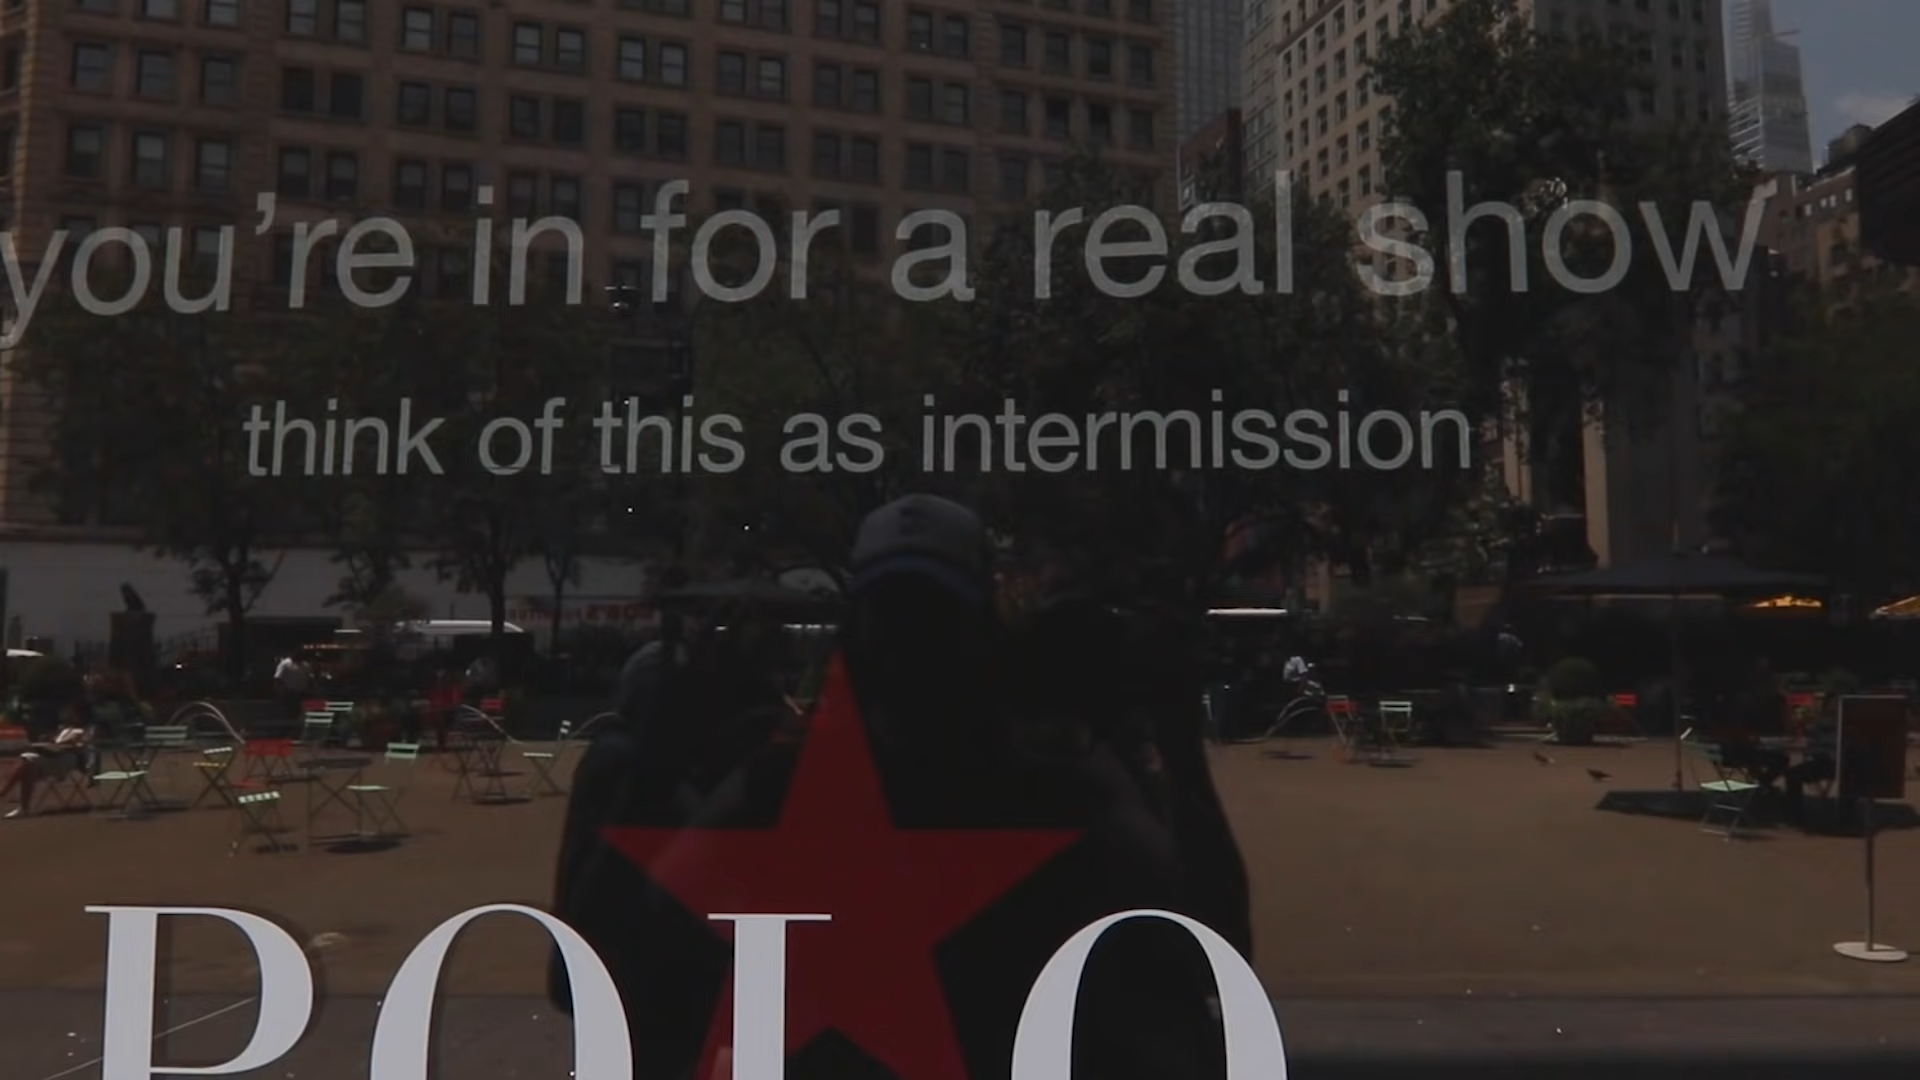 you're in for a real show
think of this as intermission
POLO